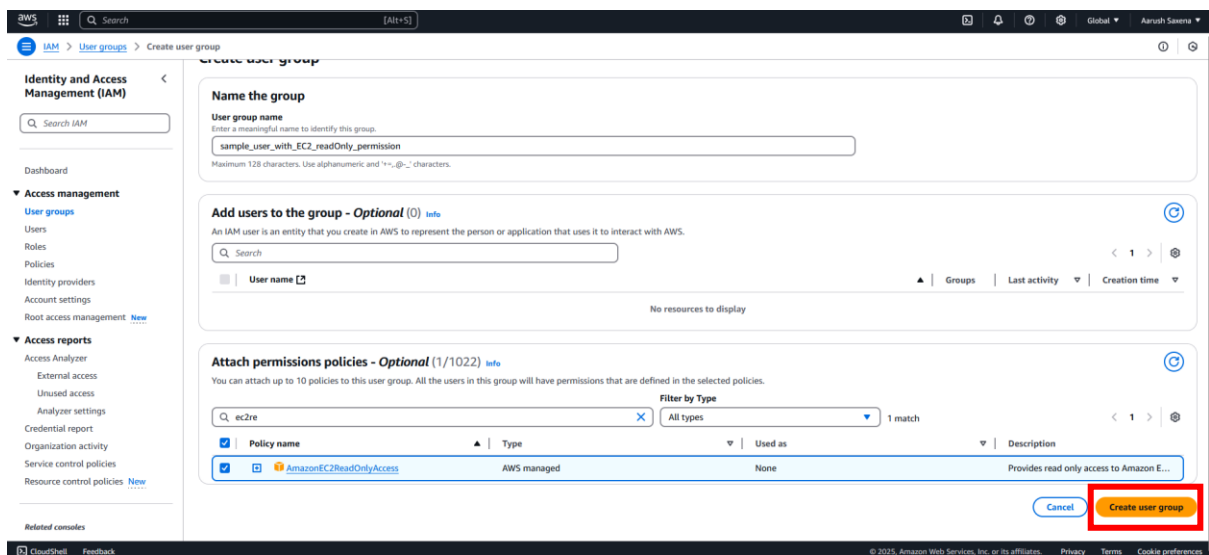 aws
Search [Alt+S] Global ▼ Aarush Saxena ▼
IAM > User groups > Create user group
Create user group
Identity and Access Management (IAM)
Search IAM
Dashboard
Access management
User groups
Users
Roles
Policies
Identity providers
Account settings
Root access management New
Access reports
Access Analyzer
External access
Unused access
Analyzer settings
Credential report
Organization activity
Service control policies
Resource control policies New
Related consoles
Name the group
User group name
Enter a meaningful name to identify this group.
sample_user_with_EC2_readOnly_permission
Maximum 128 characters. Use alphanumeric and '+=,.@-_' characters.
Add users to the group - Optional (0) Info
An IAM user is an entity that you create in AWS to represent the person or application that uses it to interact with AWS.
Search
< 1 >
User name Groups Last activity Creation time
No resources to display
Attach permissions policies - Optional (1/1022) Info
You can attach up to 10 policies to this user group. All the users in this group will have permissions that are defined in the selected policies.
Filter by Type
ec2re All types 1 match < 1 >
Policy name Type Used as Description
AmazonEC2ReadOnlyAccess AWS managed None Provides read only access to Amazon E...
Cancel Create user group
CloudShell Feedback © 2025, Amazon Web Services, Inc. or its affiliates. Privacy Terms Cookie preferences